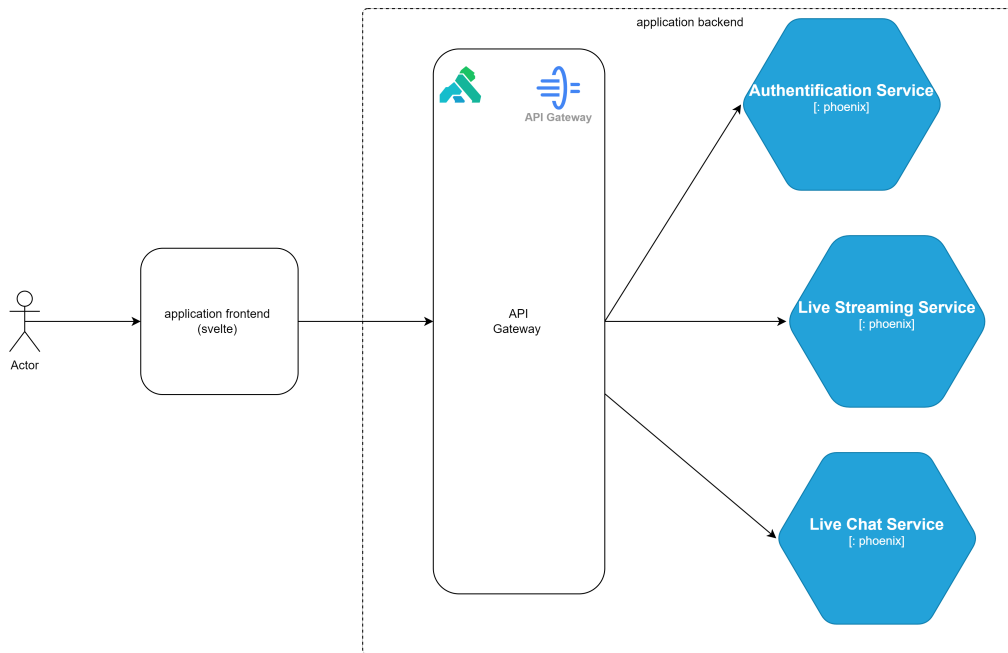 application backend
API Gateway
Authentification Service
[: phoenix]
application frontend
(svelte)
API
Gateway
Live Streaming Service
[: phoenix]
Actor
Live Chat Service
[: phoenix]